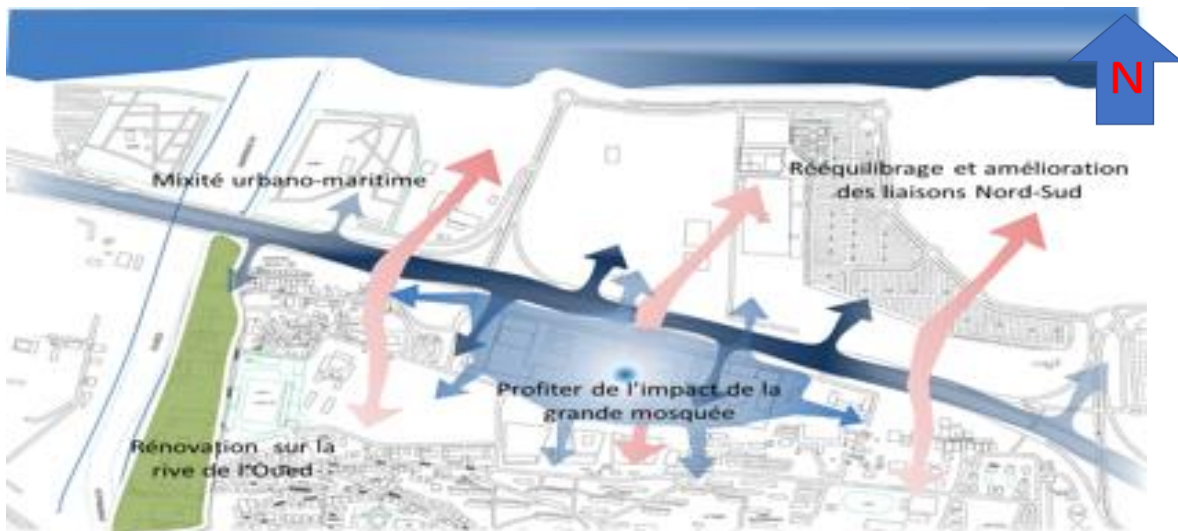 N
Mixité urbano-maritime
Rééquilibrage et amélioration
des liaisons Nord-Sud
Profiter de l'impact de la
grande mosquée
Rénovation sur la
rive de l'Oued